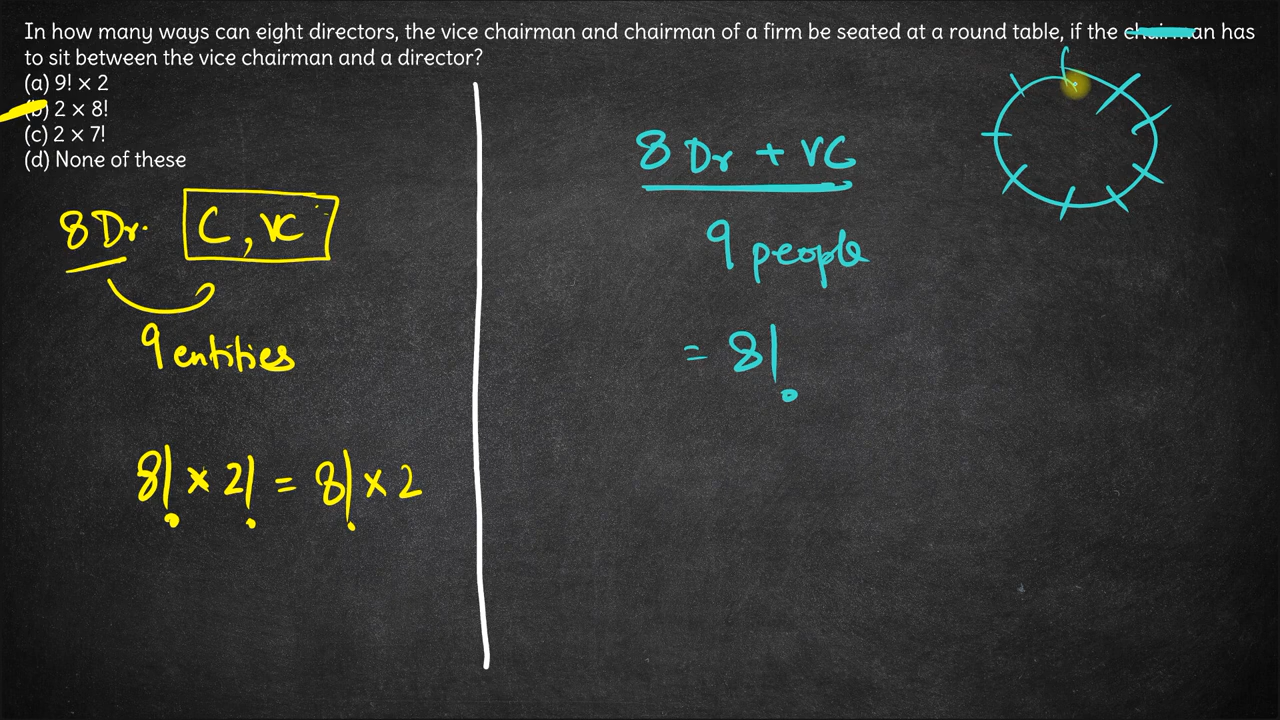 In how many ways can eight directors, the vice chairman and chairman of a firm be seated at a round table, if the chairman has
to sit between the vice chairman and a director?
(a) 9! × 2
(b) 2 × 8!
(c) 2 × 7!
(d) None of these
8 Dr. C, VC
9 entities
8! × 2! = 8! × 2
8 Dr + VC
9 people
= 8!